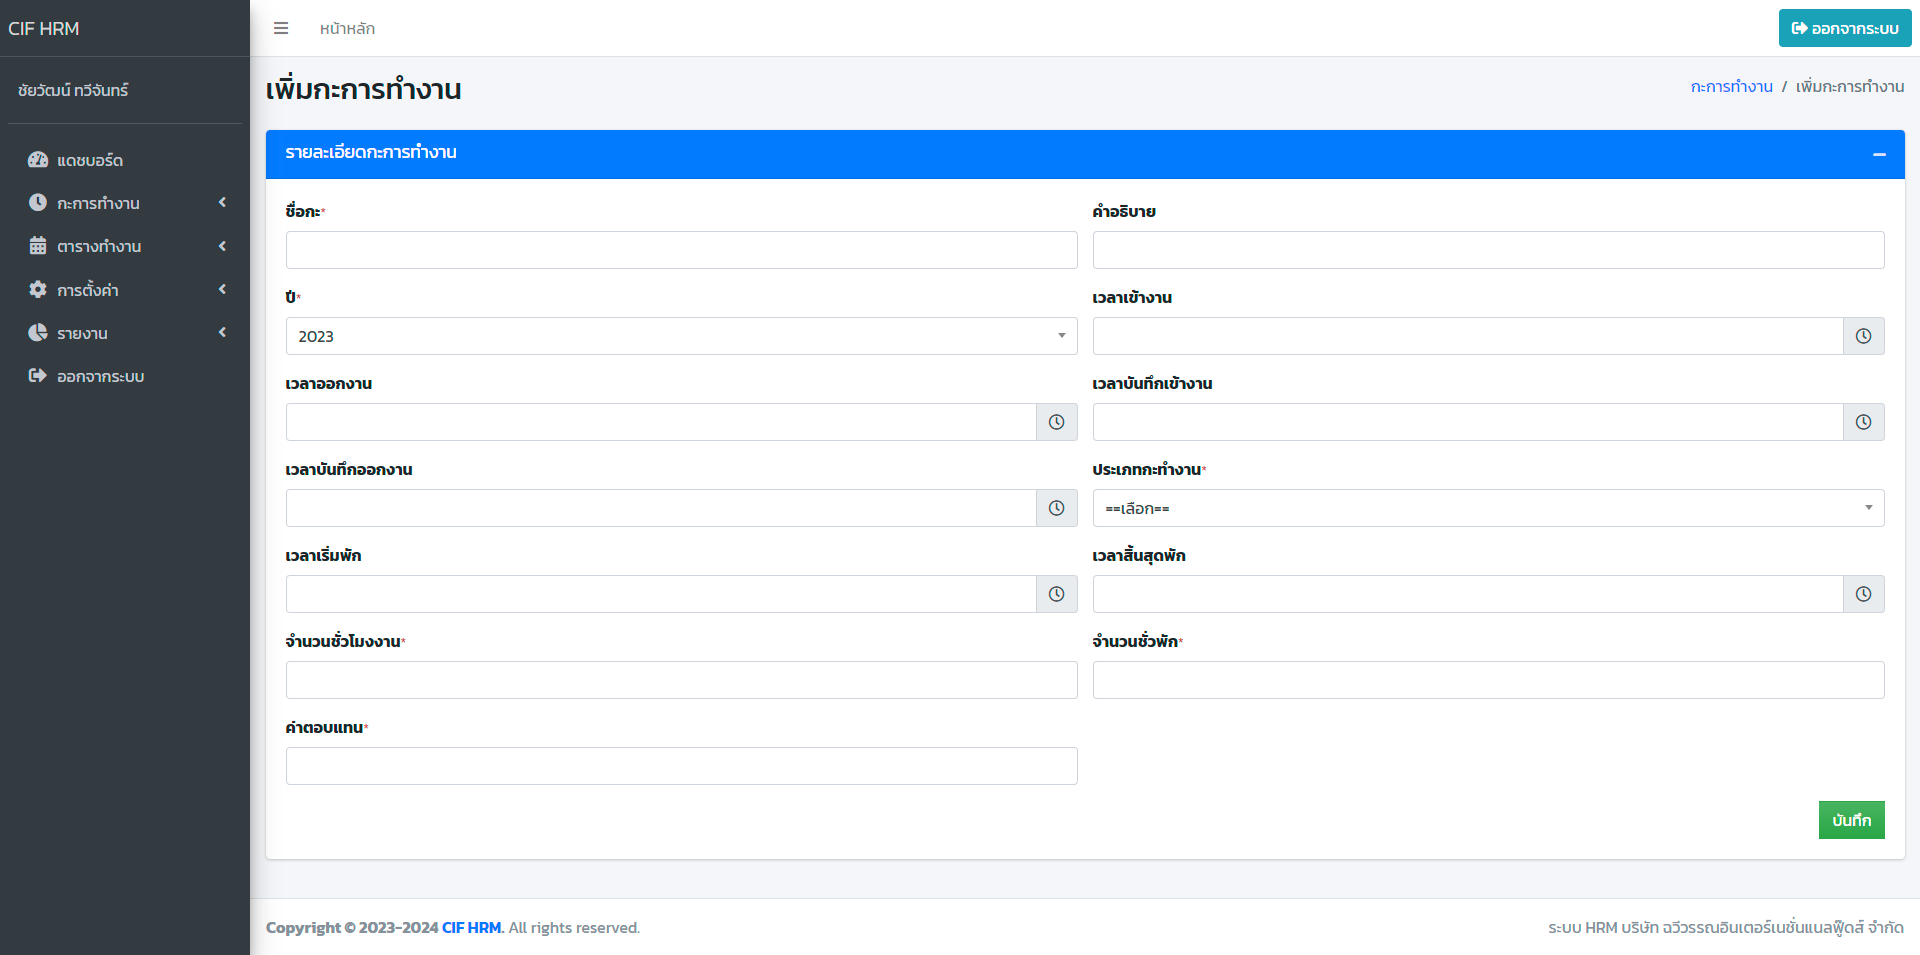 CIF HRM
หน้าหลัก
ออกจากระบบ
ชัยวัฒน์ ทวีจันทร์
แดชบอร์ด
กะการทำงาน
ตารางทำงาน
การตั้งค่า
รายงาน
ออกจากระบบ
เพิ่มกะการทำงาน
กะการทำงาน / เพิ่มกะการทำงาน
รายละเอียดกะการทำงาน
ชื่อกะ*
คำอธิบาย
ปี*
เวลาเข้างาน
2023
เวลาออกงาน
เวลาบันทึกเข้างาน
เวลาบันทึกออกงาน
ประเภทกะทำงาน*
==เลือก==
เวลาเริ่มพัก
เวลาสิ้นสุดพัก
จำนวนชั่วโมงงาน*
จำนวนชั่วพัก*
ค่าตอบแทน*
บันทึก
Copyright © 2023-2024 CIF HRM. All rights reserved.
ระบบ HRM บริษัท ฉวีวรรณอินเตอร์เนชั่นแนลฟู๊ดส์ จำกัด